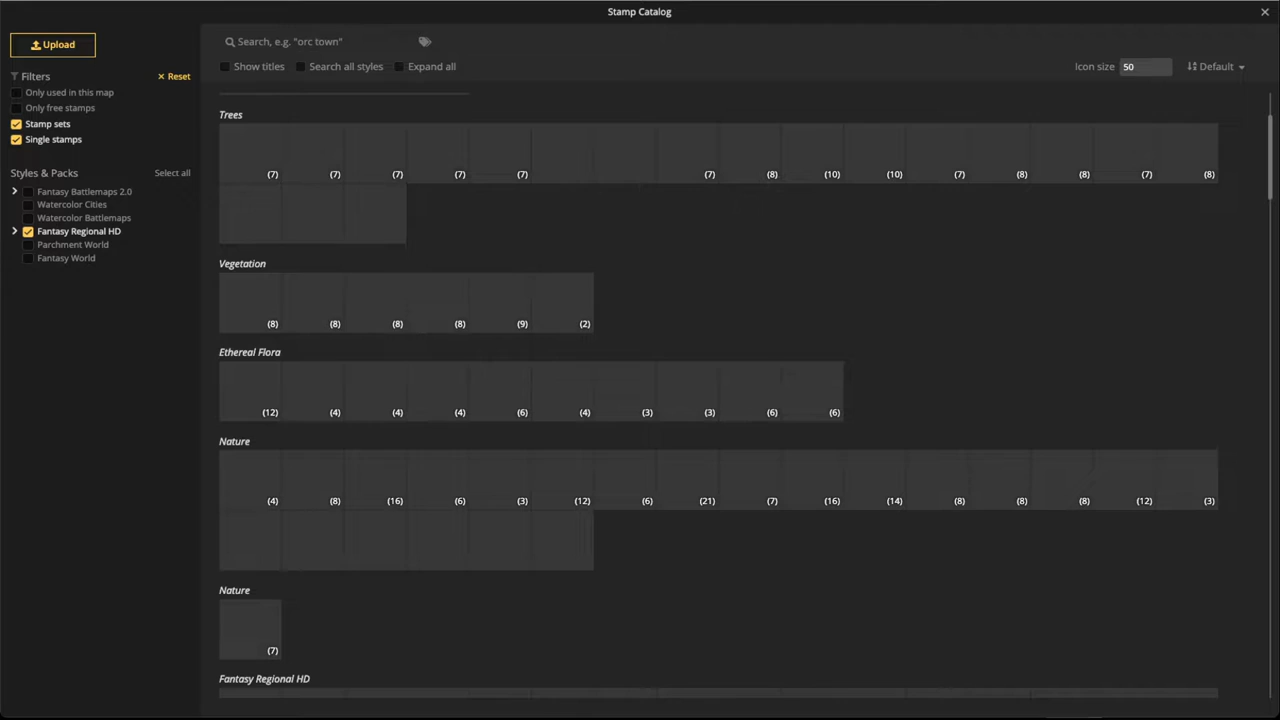 Stamp Catalog
Upload
Search, e.g. "orc town"
Show titles
Search all styles
Expand all
Icon size
50
Default
Filters
Reset
Only used in this map
Only free stamps
Stamp sets
Single stamps
Styles & Packs
Select all
Fantasy Battlemaps 2.0
Watercolor Cities
Watercolor Battlemaps
Fantasy Regional HD
Parchment World
Fantasy World
Trees
(7) (7) (7) (7) (7) (7) (8) (10) (10) (7) (8) (8) (7) (8)
Vegetation
(8) (8) (8) (8) (9) (2)
Ethereal Flora
(12) (4) (4) (4) (6) (4) (3) (3) (6) (6)
Nature
(4) (8) (16) (6) (3) (12) (6) (21) (7) (16) (14) (8) (8) (8) (12) (3)
Nature
(7)
Fantasy Regional HD